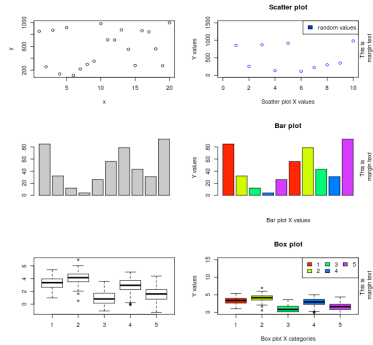 Scatter plot
1000
800
600
400
200
y
5
10
15
20
x
1500
1000
500
0
Y values
random values
0
2
4
6
8
10
Scatter plot X values
This is
margin text
Bar plot
80
60
40
20
0
80
60
40
20
0
Y values
Bar plot X values
This is
margin text
Box plot
6
4
2
0
1
2
3
4
5
15
10
5
0
Y values
1 3 5
2 4
1
2
3
4
5
Box plot X categories
This is
margin text